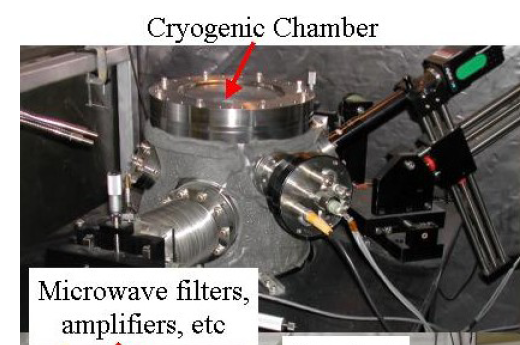 Cryogenic Chamber
Microwave filters,
amplifiers, etc